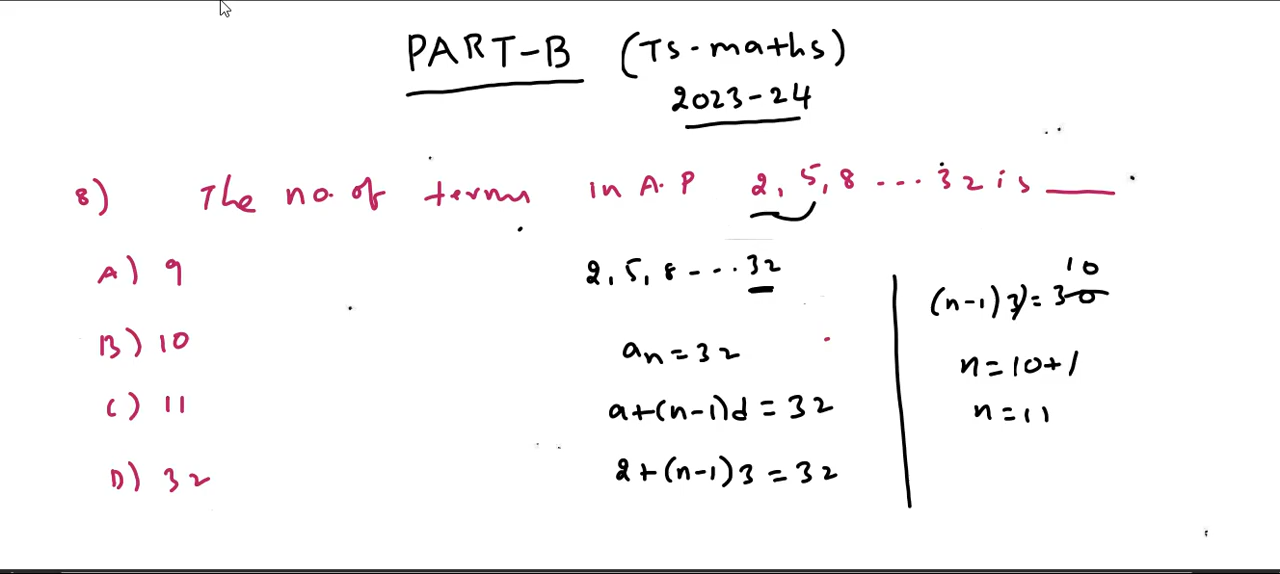 PART-B (TS-maths)
2023-24
8) The no. of terms in A.P 2, 5, 8 ... 32 is ____
A) 9
B) 10
C) 11
D) 32
2, 5, 8 - ... 32
an = 32
a+(n-1)d = 32
2+(n-1)3 = 32
10
(n-1)3 = 30
n = 10+1
n = 11